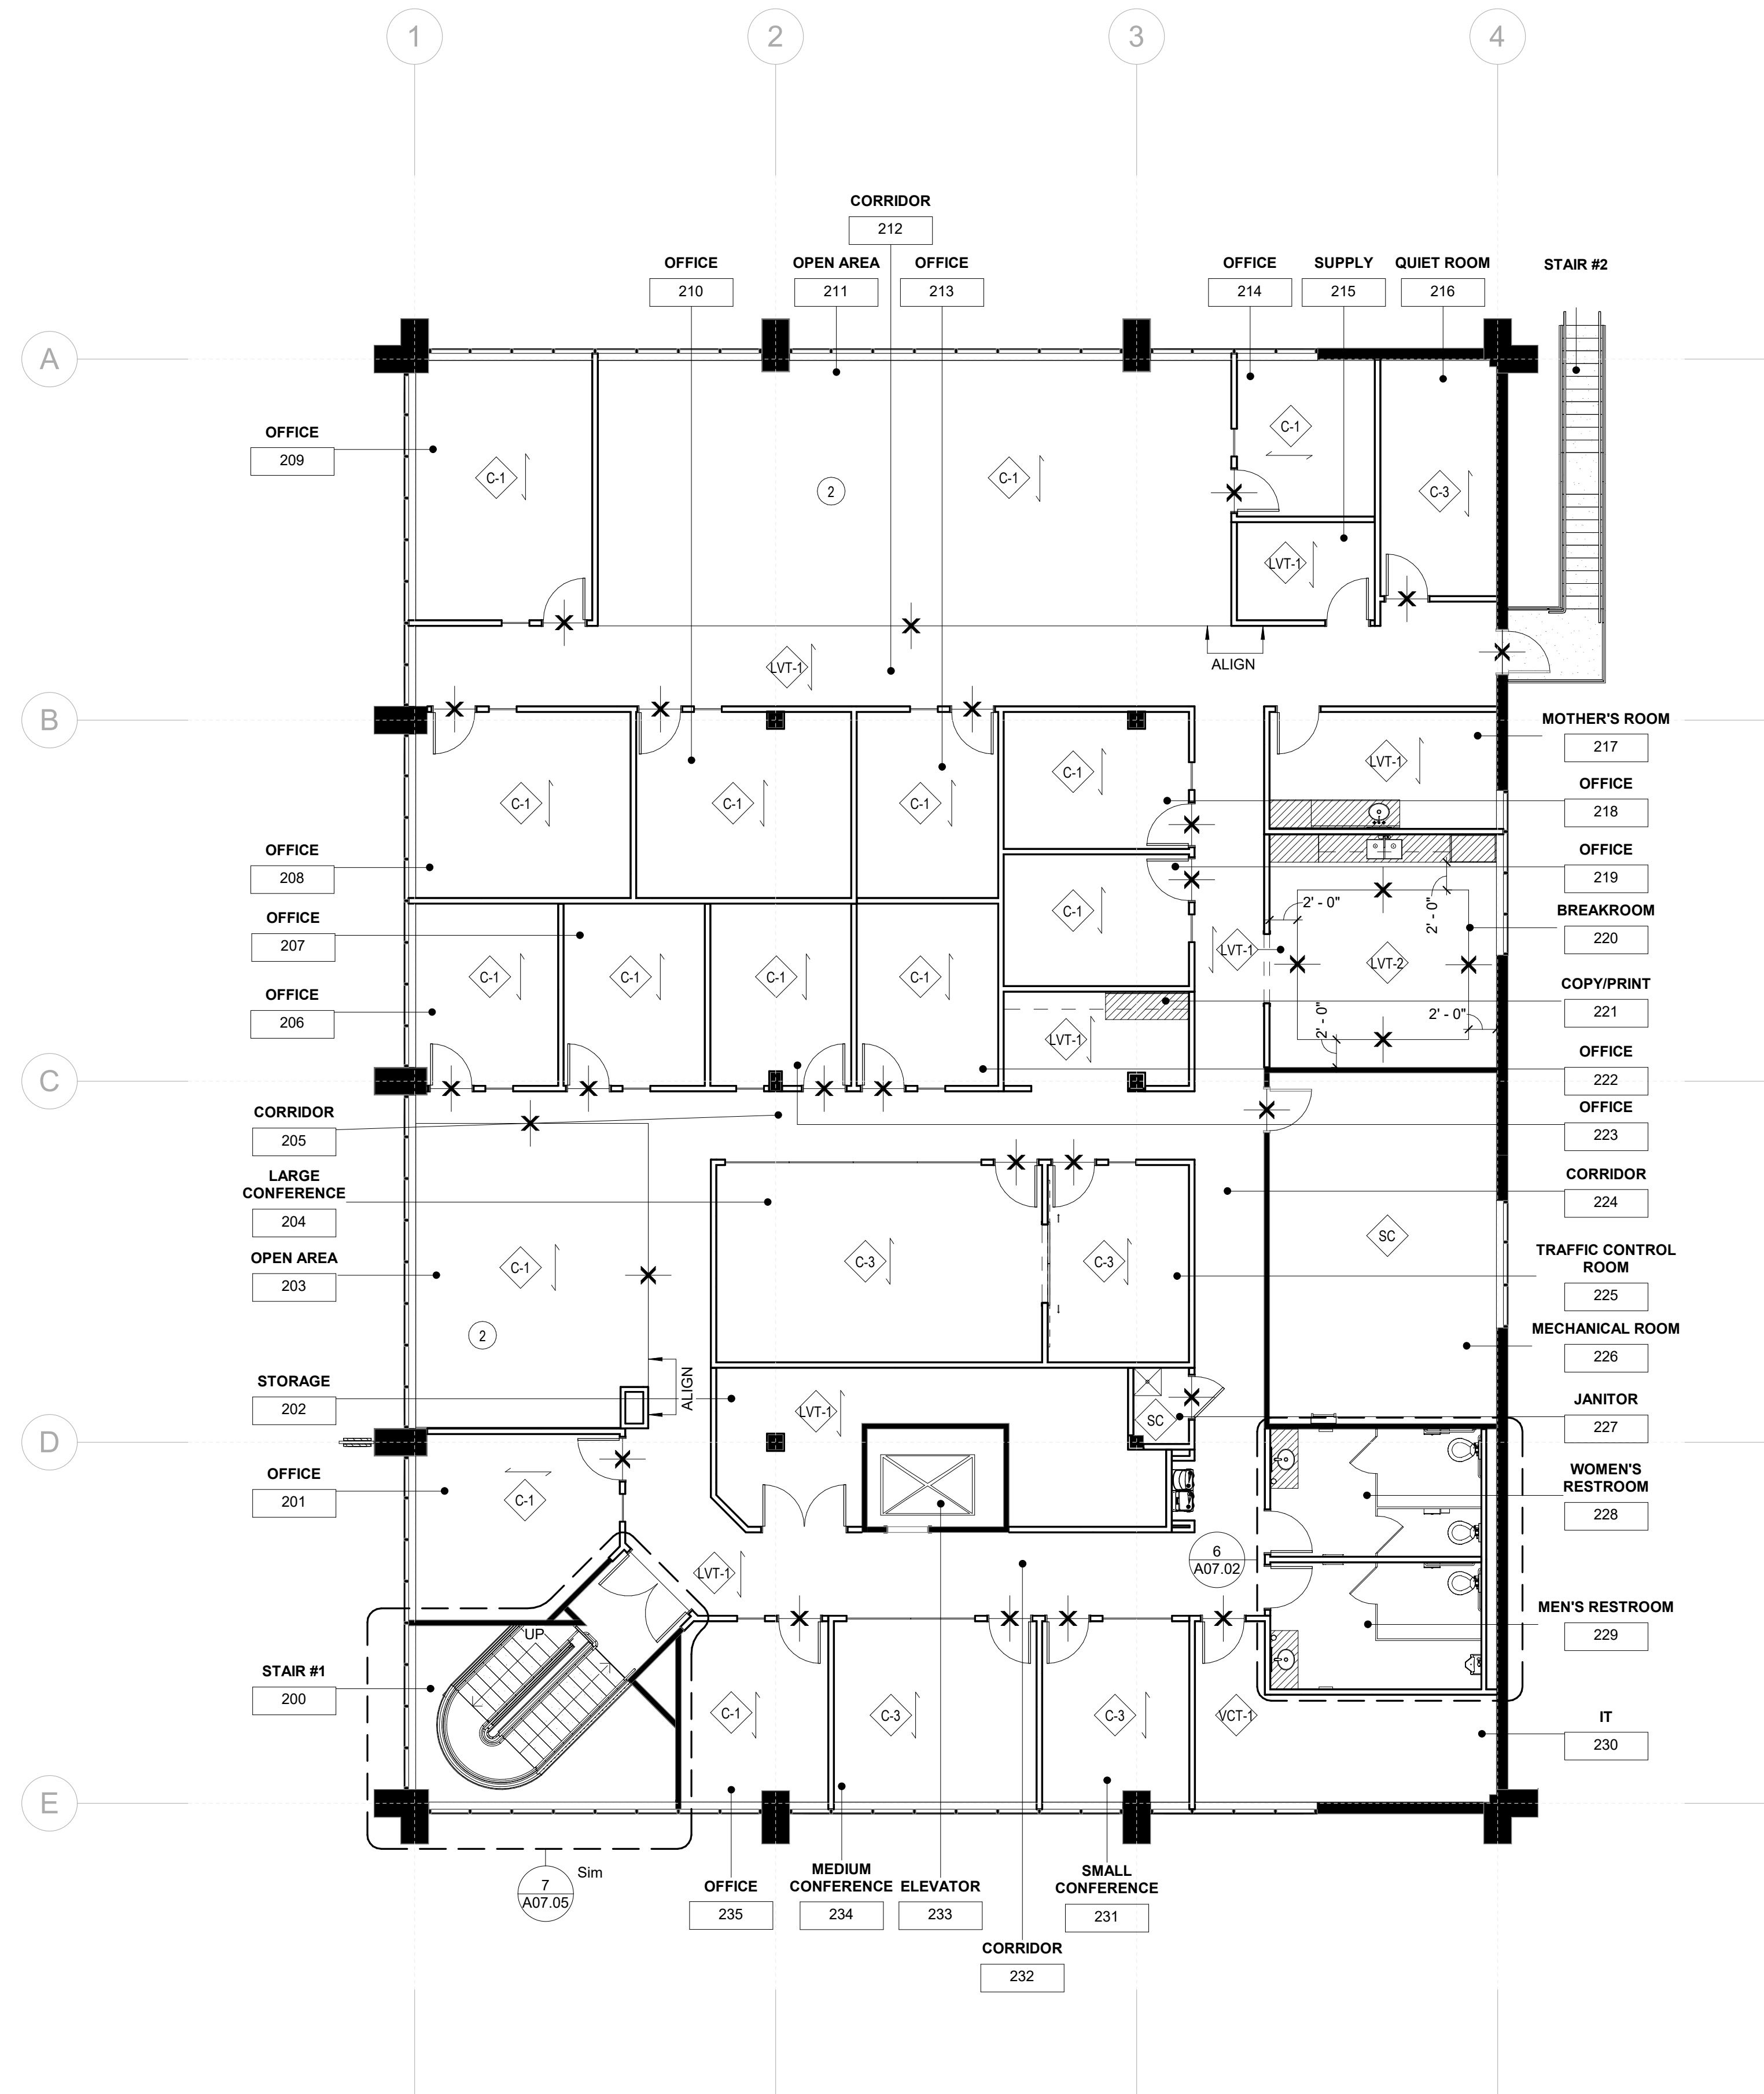 1 2 3 4
CORRIDOR
212
OFFICE OPEN AREA OFFICE OFFICE SUPPLY QUIET ROOM STAIR #2
210 211 213 214 215 216
A
OFFICE
209
C-1
2
C-1
C-1
C-3
LVT-1
LVT-1
ALIGN
B
MOTHER'S ROOM
217
LVT-1
C-1
C-1
C-1
C-1
OFFICE
218
OFFICE
208
OFFICE
219
C-1
2' - 0"
2' - 0"
BREAKROOM
220
OFFICE
207
LVT-1
LVT-2
C-1
C-1
C-1
C-1
OFFICE
206
COPY/PRINT
221
2' - 0"
2' - 0"
LVT-1
OFFICE
222
C
CORRIDOR
205
OFFICE
223
LARGE
CONFERENCE
204
CORRIDOR
224
SC
OPEN AREA
203
C-1
C-3
C-3
TRAFFIC CONTROL
ROOM
225
2
MECHANICAL ROOM
226
ALIGN
STORAGE
202
LVT-1
SC
JANITOR
227
D
OFFICE
201
C-1
WOMEN'S
RESTROOM
228
LVT-1
6
A07.02
UP
MEN'S RESTROOM
229
STAIR #1
200
C-1
C-3
C-3
VCT-1
IT
230
E
7
A07.05
Sim
OFFICE
235
MEDIUM
CONFERENCE
234
ELEVATOR
233
SMALL
CONFERENCE
231
CORRIDOR
232